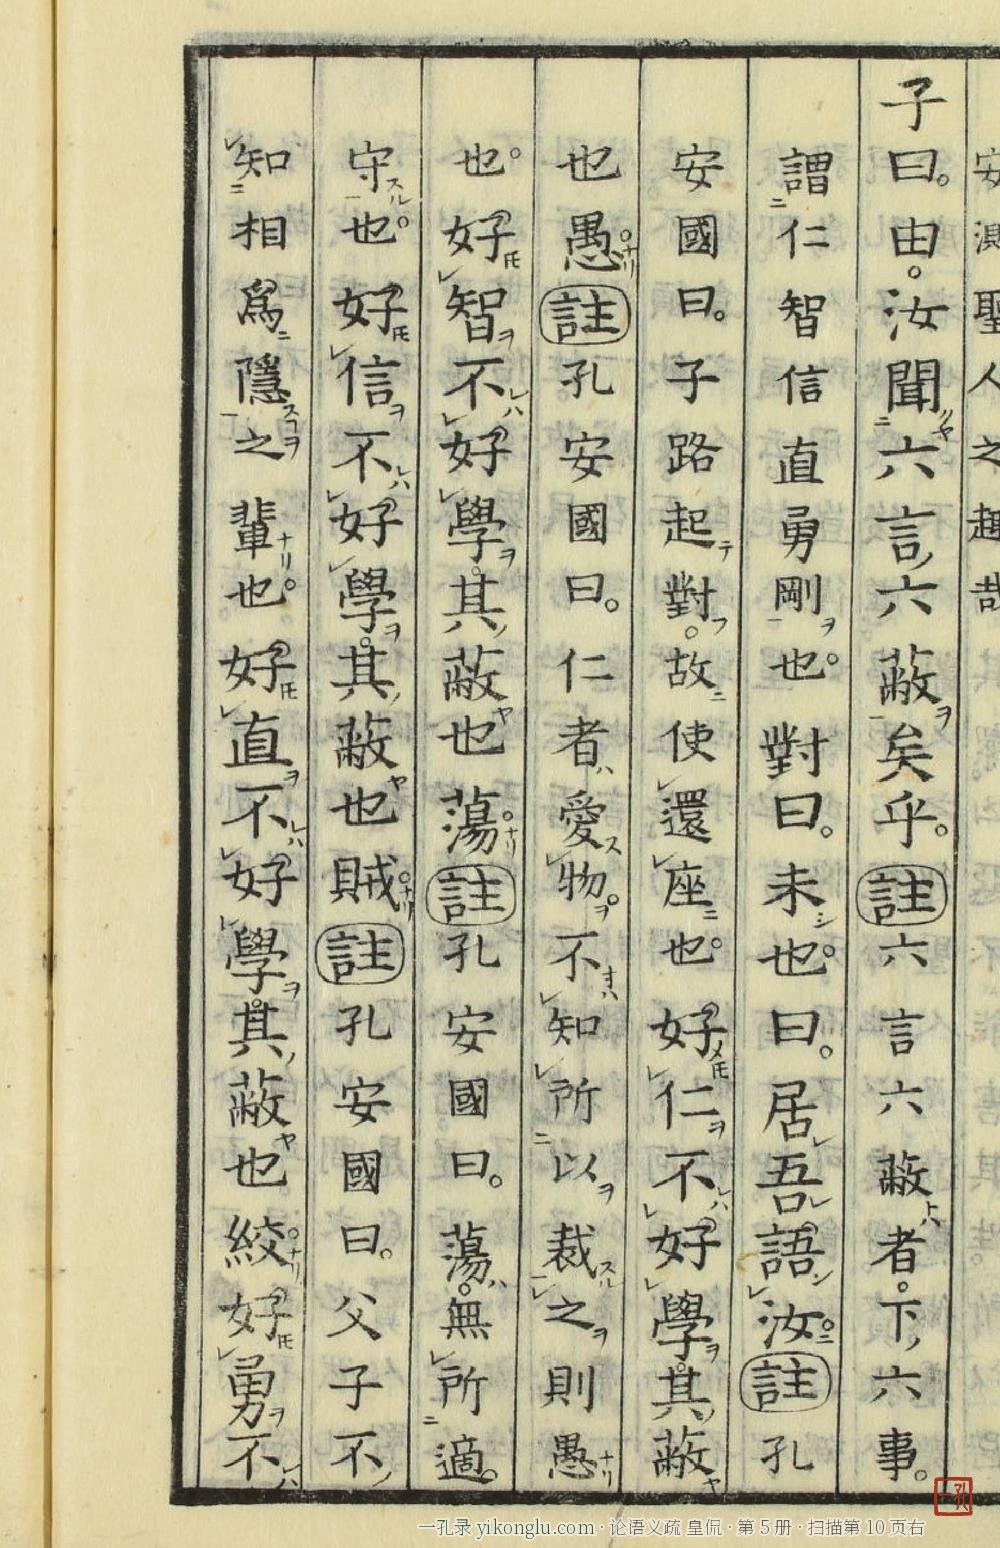 安測聖人之趣哉
子曰。由。汝聞六言六蔽矣乎。註六言六蔽者。下六事。
謂仁智信直勇剛也。對曰。未也。曰。居吾語汝註孔
安國曰。子路起對。故使還座也。好仁不好學。其蔽
也愚註孔安國曰。仁者愛物。不知所以裁之則愚
也。好智不好學。其蔽也蕩註孔安國曰。蕩。無所適
守也。好信不好學。其蔽也賊註孔安國曰。父子不
知相爲隱之輩也。好直不好學。其蔽也絞好勇不
一孔录 yikonglu.com · 论语义疏 皇侃 · 第 5 册 · 扫描第 10 页右